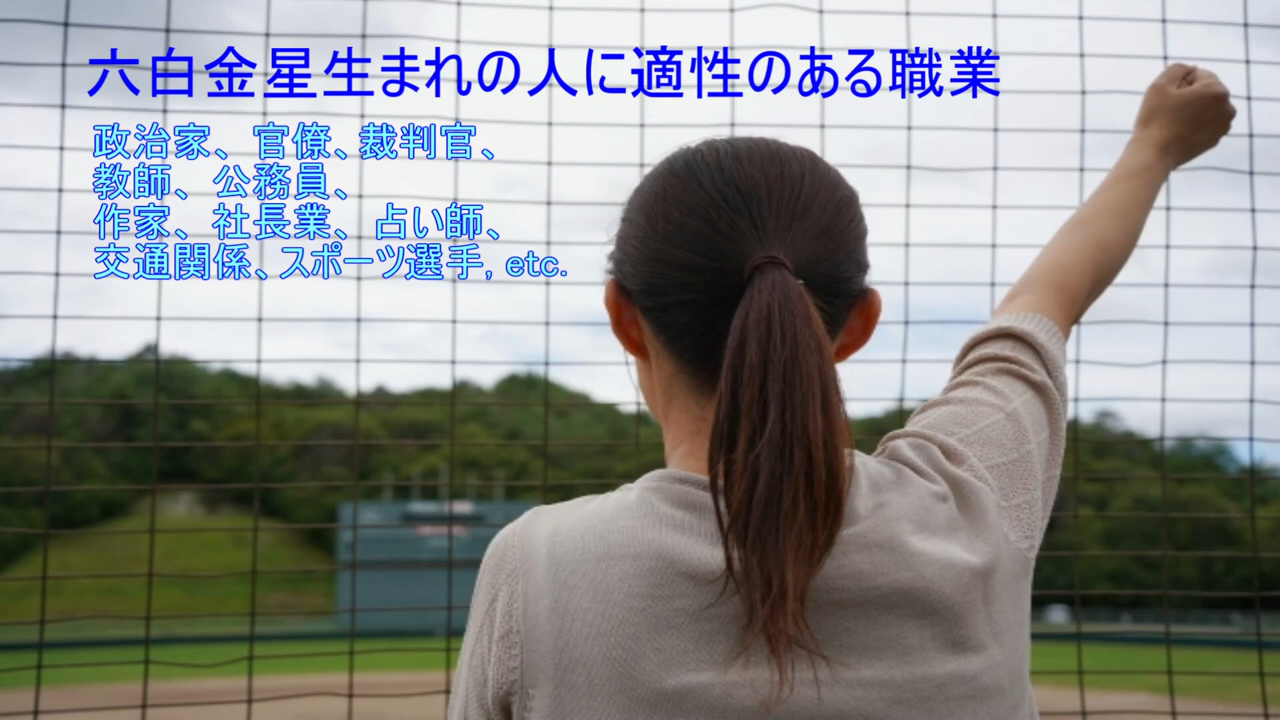 六白金星生まれの人に適性のある職業
政治家、官僚、裁判官、
教師、公務員、
作家、社長業、占い師、
交通関係、スポーツ選手, etc.